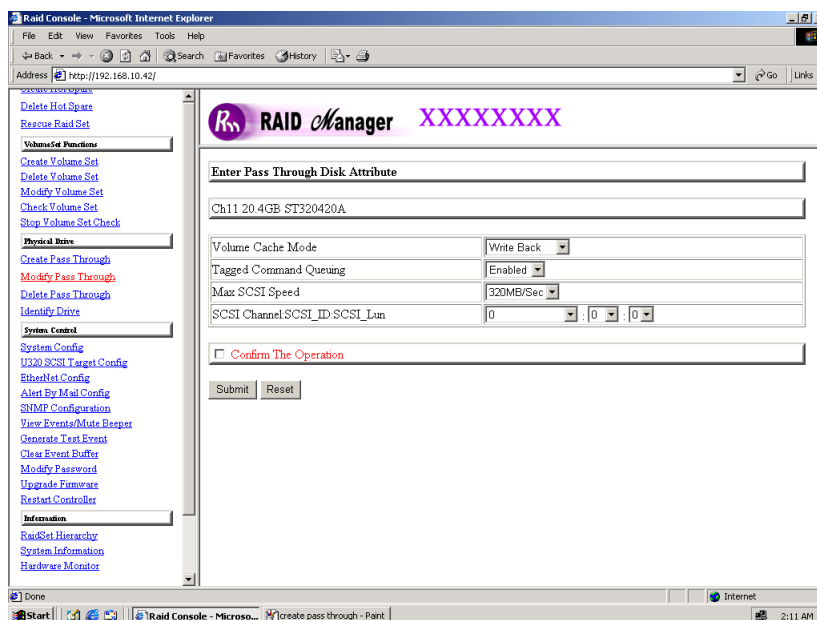 Raid Console - Microsoft Internet Explorer
File Edit View Favorites Tools Help
Back Search Favorites History
Address http://192.168.10.42/ Go Links
Create Hot Spare
Delete Hot Spare
Rescue Raid Set
VolumeSet Functions
Create Volume Set
Delete Volume Set
Modify Volume Set
Check Volume Set
Stop Volume Set Check
Physical Drive
Create Pass Through
Modify Pass Through
Delete Pass Through
Identify Drive
System Control
System Config
U320 SCSI Target Config
EtherNet Config
Alert By Mail Config
SNMP Configuration
View Events/Mute Beeper
Generate Test Event
Clear Event Buffer
Modify Password
Upgrade Firmware
Restart Controller
Information
RaidSet Hierarchy
System Information
Hardware Monitor
Rm RAID Manager XXXXXXXX
Enter Pass Through Disk Attribute
Ch11 20.4GB ST320420A
Volume Cache Mode Write Back
Tagged Command Queuing Enabled
Max SCSI Speed 320MB/Sec
SCSI Channel:SCSI_ID:SCSI_Lun 0 : 0 : 0
Confirm The Operation
Submit Reset
Done Internet
Start Raid Console - Microso... create pass through - Paint 2:11 AM